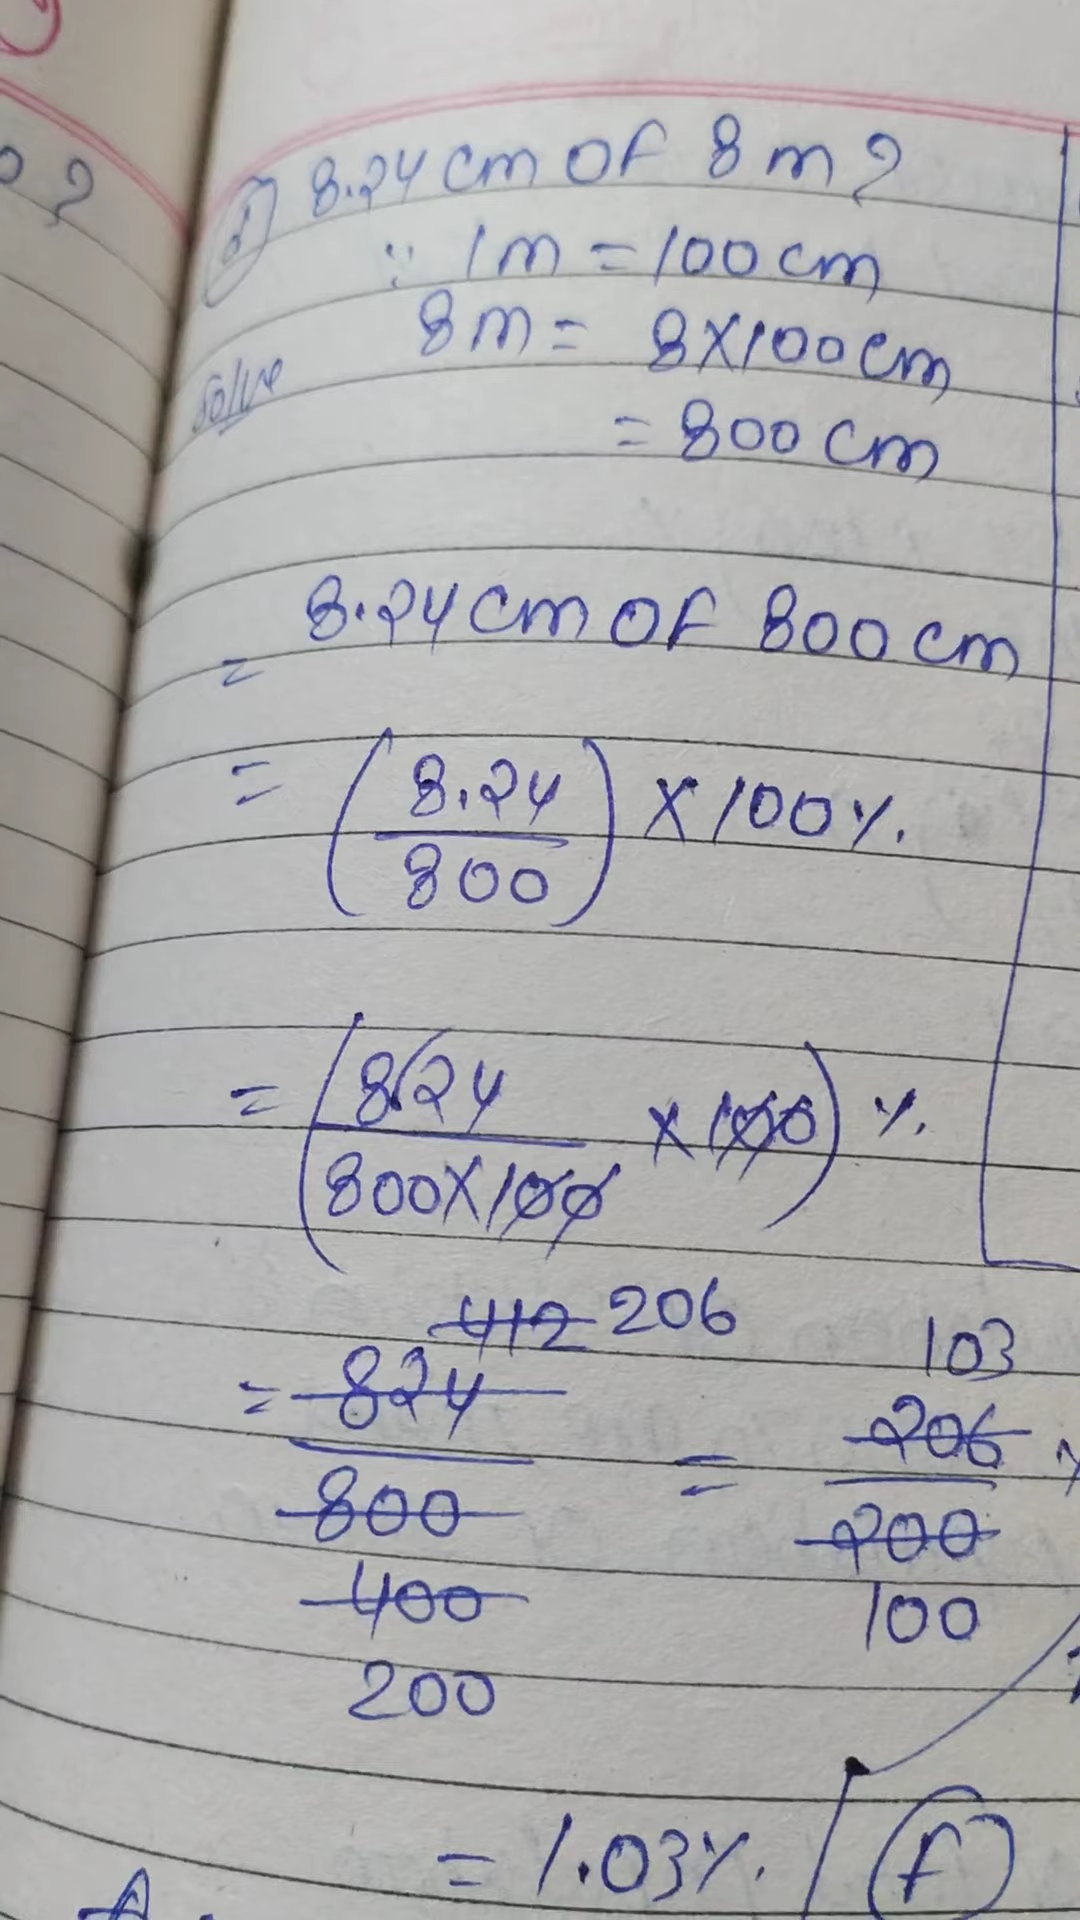 ?
8.24 cm OF 8 m ?
∵ 1m = 100 cm
8m = 8×100 cm
Solve
= 800 cm
= 8.24 cm OF 800 cm
= (8.24/800) × 100 %.
= (8.24/800×100 × 100) %.
412 206
103
= 824/800 = 206/200
400
100
200
= 1.03 %.
(f)